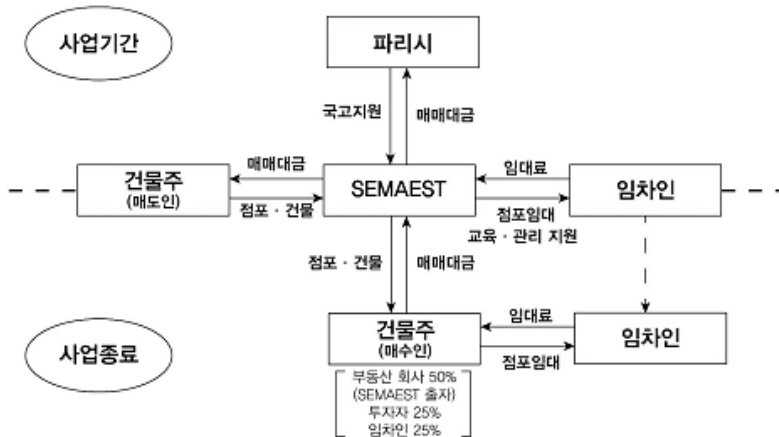 사업기간
파리시
국고지원
매매대금
건물주
(매도인)
매매대금
점포 · 건물
SEMAEST
임대료
점포임대
교육 · 관리 지원
임차인
점포 · 건물
매매대금
사업종료
건물주
(매수인)
임대료
점포임대
임차인
부동산 회사 50%
(SEMAEST 출자)
투자자 25%
임차인 25%